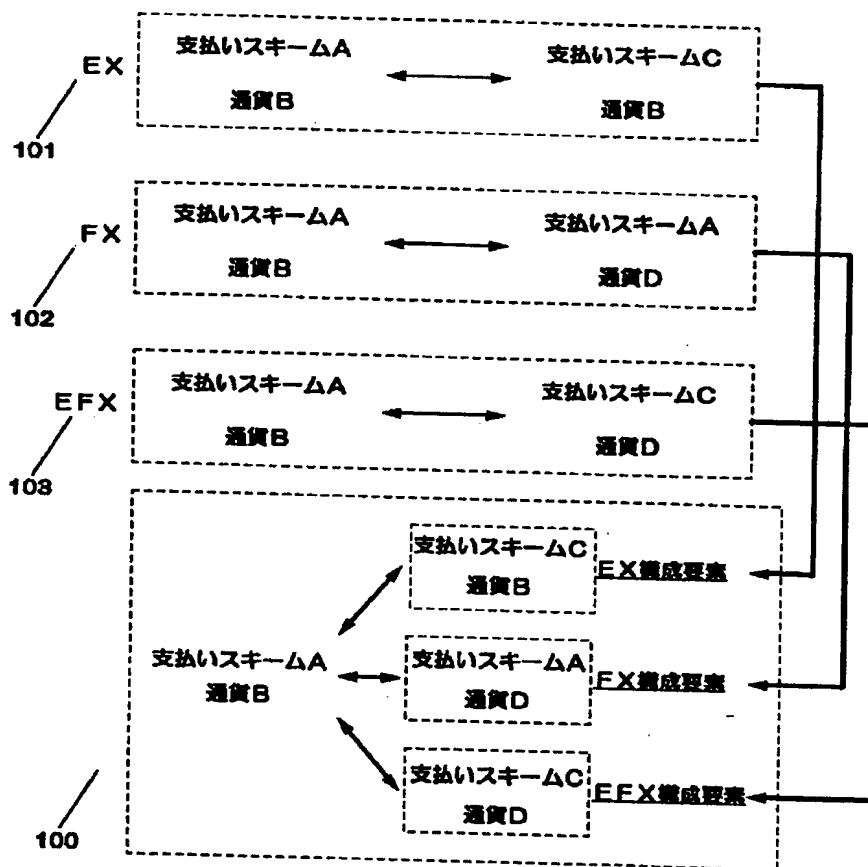 EX
支払いスキームA
支払いスキームC
通貨B
通貨B
101
FX
支払いスキームA
支払いスキームA
通貨B
通貨D
102
EFX
支払いスキームA
支払いスキームC
通貨B
通貨D
103
支払いスキームC
通貨B
EX構成要素
支払いスキームA
通貨B
支払いスキームA
通貨D
FX構成要素
支払いスキームC
通貨D
EFX構成要素
100